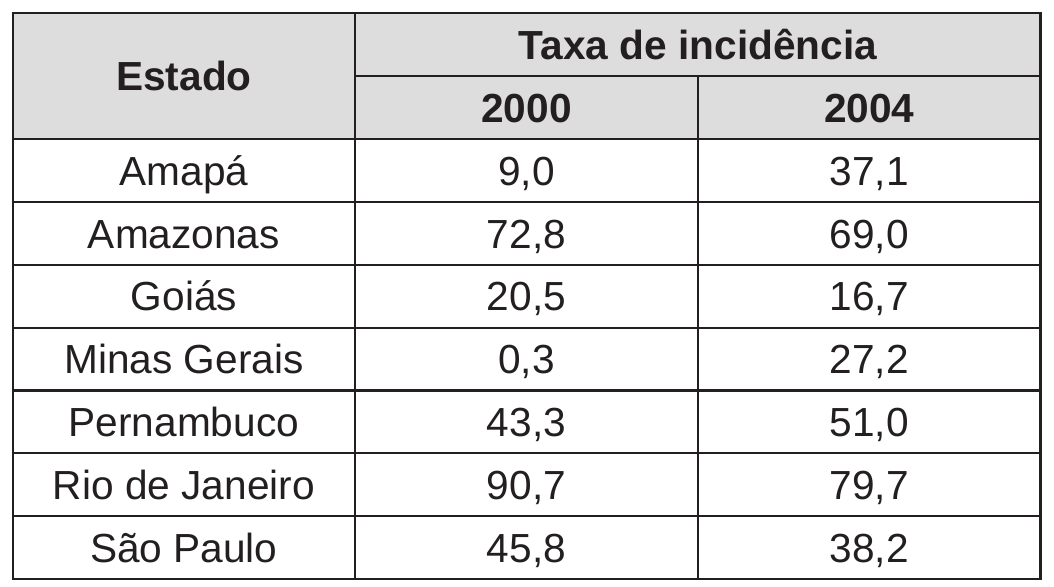 Estado Taxa de incidência
2000 2004
Amapá 9,0 37,1
Amazonas 72,8 69,0
Goiás 20,5 16,7
Minas Gerais 0,3 27,2
Pernambuco 43,3 51,0
Rio de Janeiro 90,7 79,7
São Paulo 45,8 38,2